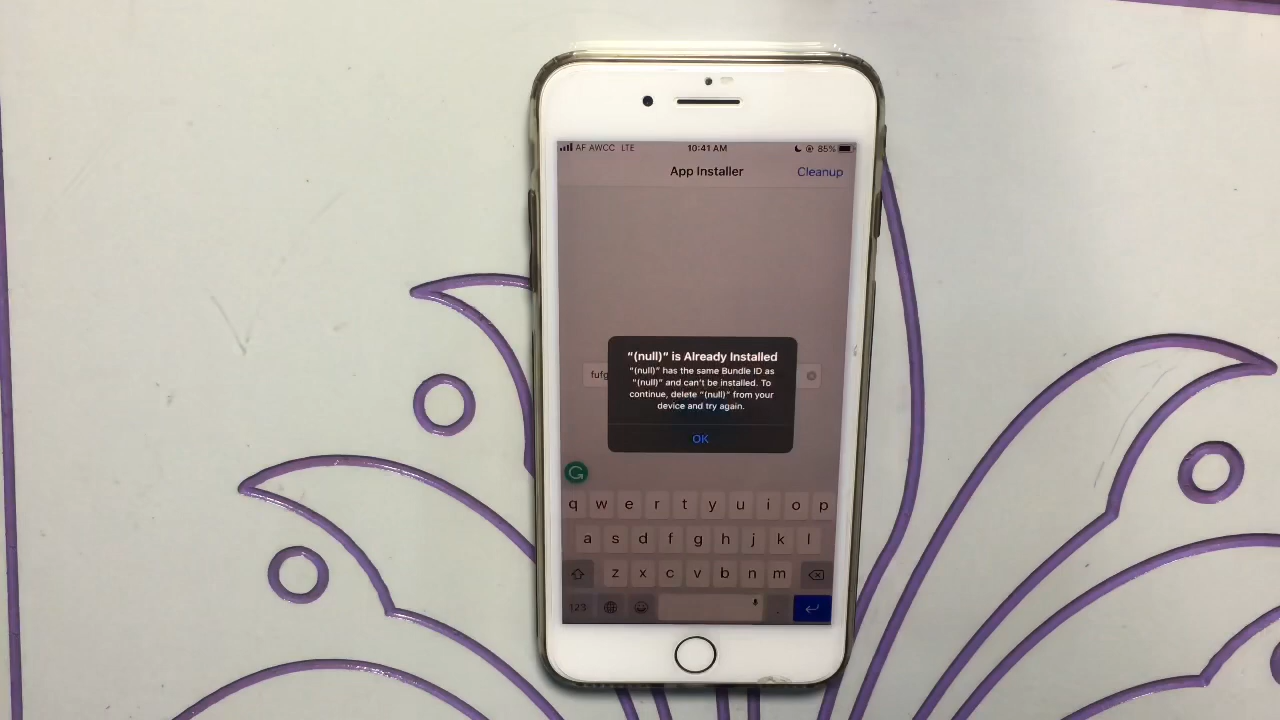 AF AWCC LTE 10:41 AM 85%
App Installer Cleanup
fufg
“(null)” is Already Installed
“(null)” has the same Bundle ID as
“(null)” and can't be installed. To
continue, delete “(null)” from your
device and try again.
OK
q w e r t y u i o p
a s d f g h j k l
z x c v b n m
123 .